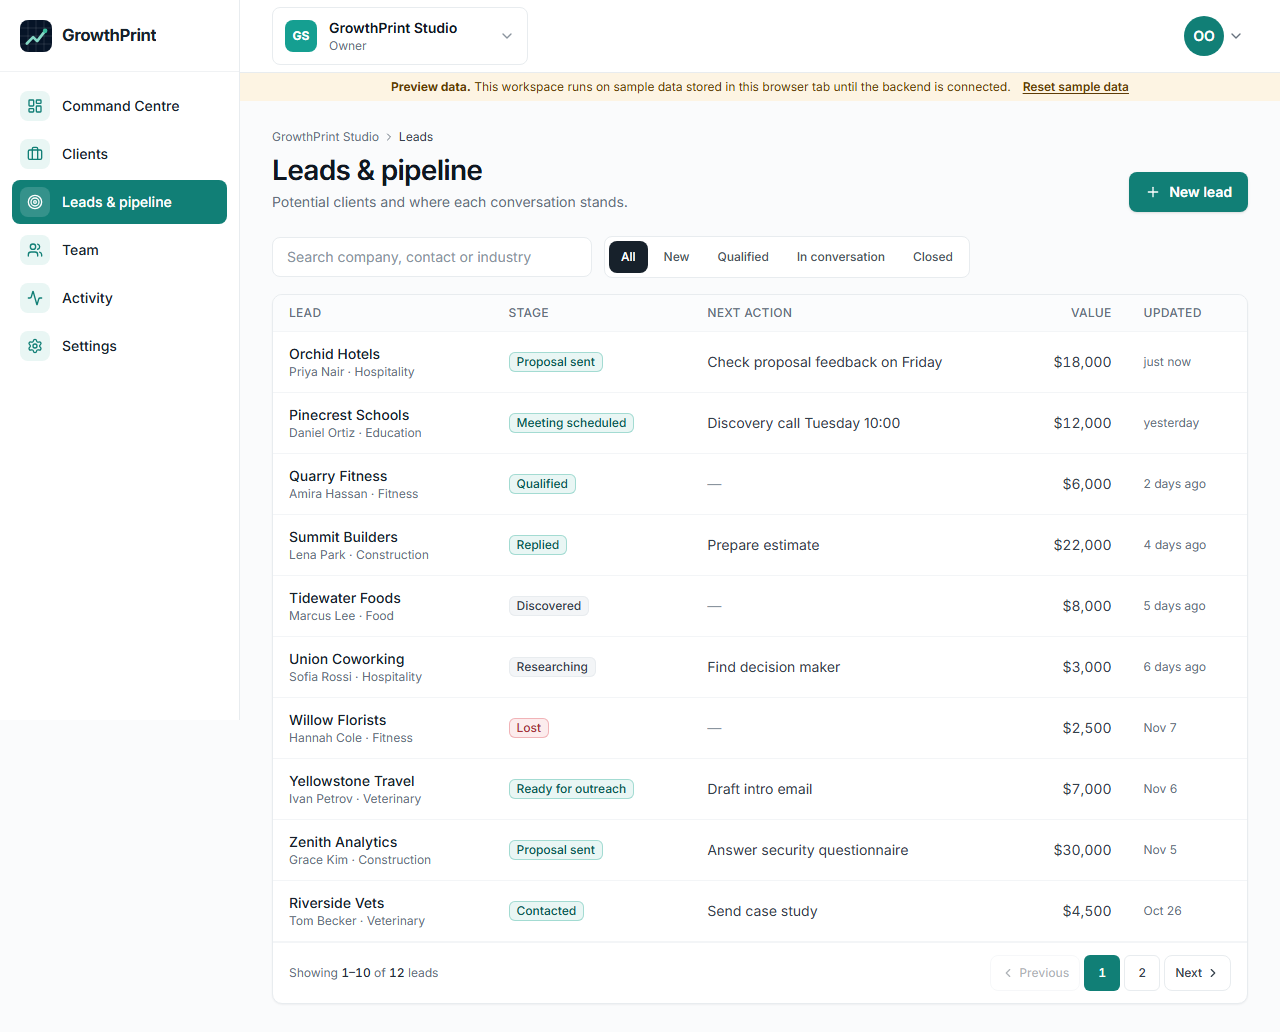 GrowthPrint
GS
GrowthPrint Studio
Owner
OO
Preview data. This workspace runs on sample data stored in this browser tab until the backend is connected. Reset sample data
Command Centre
Clients
Leads & pipeline
Team
Activity
Settings
GrowthPrint Studio > Leads
Leads & pipeline
Potential clients and where each conversation stands.
+ New lead
Search company, contact or industry
All New Qualified In conversation Closed
LEAD STAGE NEXT ACTION VALUE UPDATED
Orchid Hotels
Priya Nair · Hospitality
Proposal sent
Check proposal feedback on Friday
$18,000
just now
Pinecrest Schools
Daniel Ortiz · Education
Meeting scheduled
Discovery call Tuesday 10:00
$12,000
yesterday
Quarry Fitness
Amira Hassan · Fitness
Qualified
—
$6,000
2 days ago
Summit Builders
Lena Park · Construction
Replied
Prepare estimate
$22,000
4 days ago
Tidewater Foods
Marcus Lee · Food
Discovered
—
$8,000
5 days ago
Union Coworking
Sofia Rossi · Hospitality
Researching
Find decision maker
$3,000
6 days ago
Willow Florists
Hannah Cole · Fitness
Lost
—
$2,500
Nov 7
Yellowstone Travel
Ivan Petrov · Veterinary
Ready for outreach
Draft intro email
$7,000
Nov 6
Zenith Analytics
Grace Kim · Construction
Proposal sent
Answer security questionnaire
$30,000
Nov 5
Riverside Vets
Tom Becker · Veterinary
Contacted
Send case study
$4,500
Oct 26
Showing 1–10 of 12 leads
< Previous 1 2 Next >